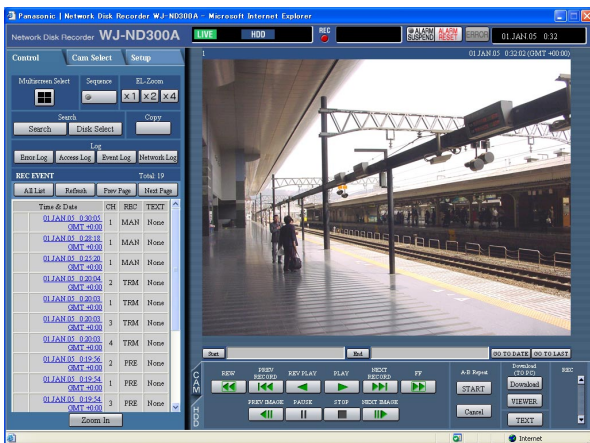 Panasonic | Network Disk Recorder WJ-ND300A - Microsoft Internet Explorer
Network Disk Recorder WJ-ND300A
LIVE HDD REC ALARM SUSPEND ALARM RESET ERROR 01.JAN.05 0:32
Control Cam Select Setup
1 01.JAN.05 0:32:02 (GMT +00:00)
Multiscreen Select Sequence EL-Zoom
x1 x2 x4
Search Copy
Search Disk Select
Log
Error Log Access Log Event Log Network Log
REC EVENT Total: 19
All List Refresh Prev Page Next Page
Time & Date CH REC TEXT
01.JAN.05 0:30:05 GMT +0:00 1 MAN None
01.JAN.05 0:28:18 GMT +0:00 1 MAN None
01.JAN.05 0:25:20 GMT +0:00 1 MAN None
01.JAN.05 0:20:04 GMT +0:00 2 TRM None
01.JAN.05 0:20:03 GMT +0:00 1 TRM None
01.JAN.05 0:20:03 GMT +0:00 3 TRM None
01.JAN.05 0:20:03 GMT +0:00 4 TRM None
01.JAN.05 0:19:56 GMT +0:00 2 PRE None
01.JAN.05 0:19:54 GMT +0:00 1 PRE None
01.JAN.05 0:19:54 GMT +0:00 3 PRE None
Zoom In
Start End GO TO DATE GO TO LAST
CAM
HDD
REW PREV RECORD REV PLAY PLAY NEXT RECORD FF
PREV IMAGE PAUSE STOP NEXT IMAGE
A-B Repeat
START
Cancel
Download (TO PC)
Download
VIEWER
TEXT
REC
Internet